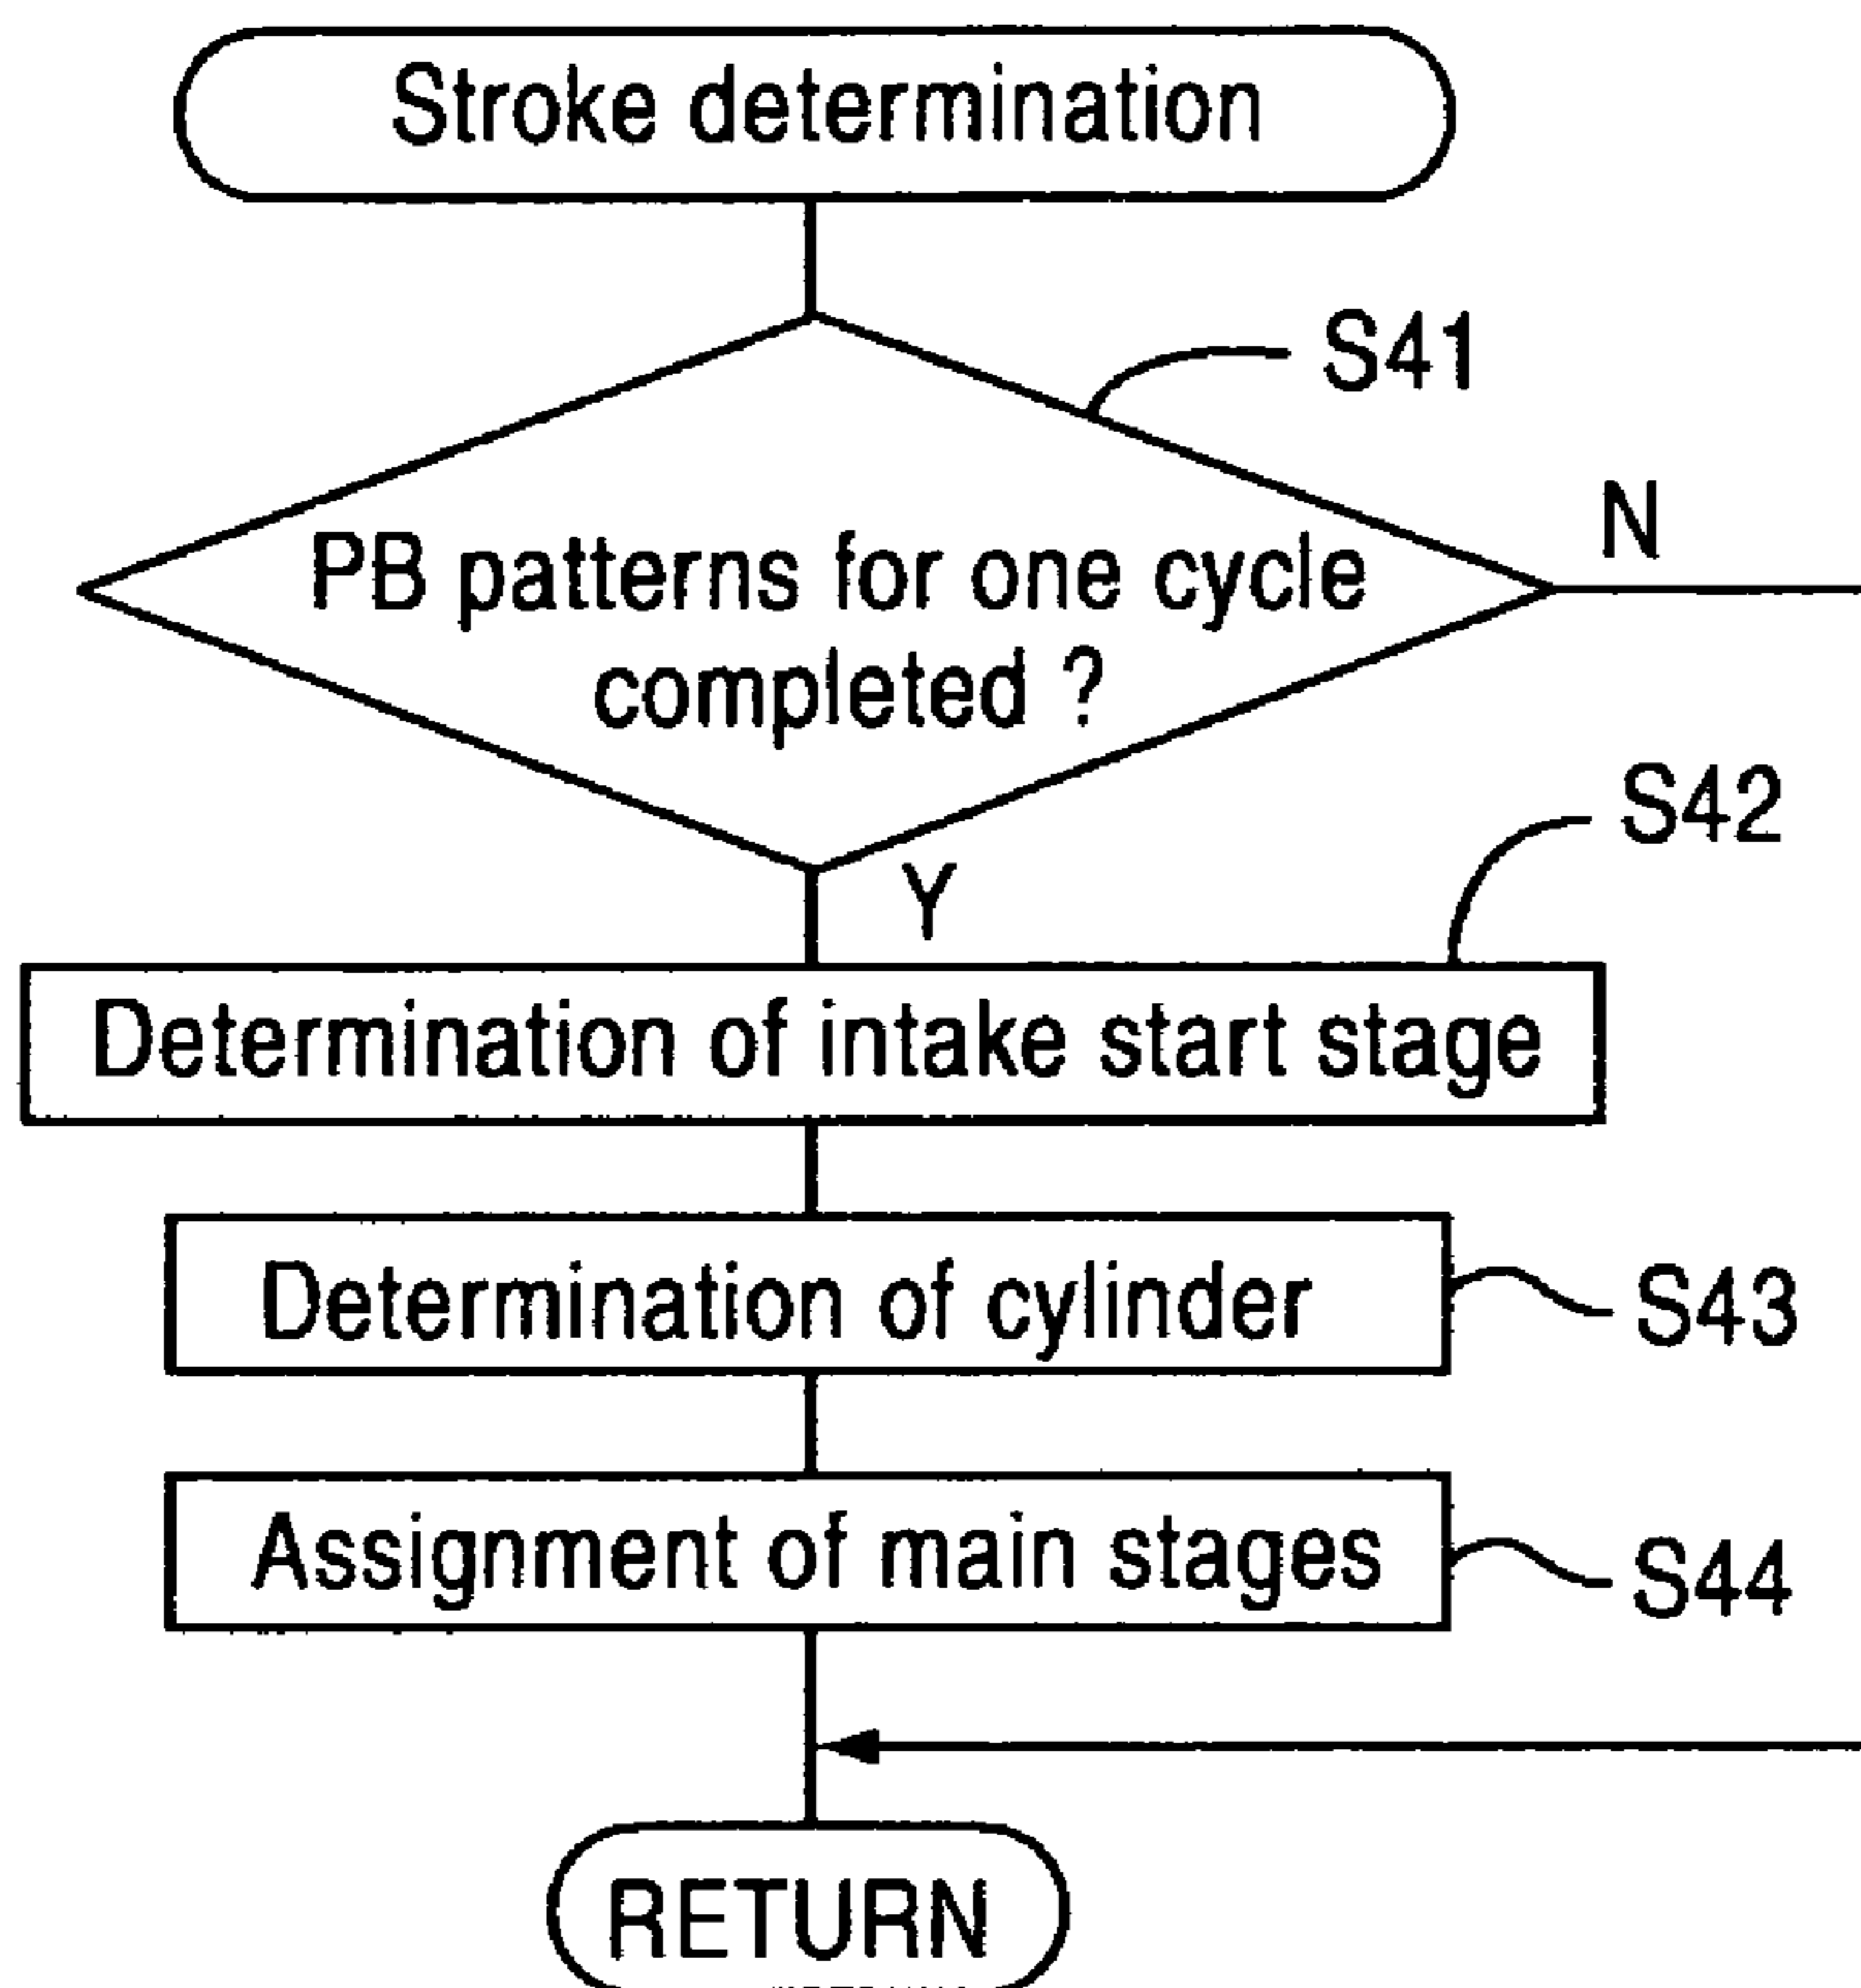 Stroke determination
S41
N
PB patterns for one cycle
completed ?
S42
Y
Determination of intake start stage
Determination of cylinder
S43
Assignment of main stages
S44
RETURN